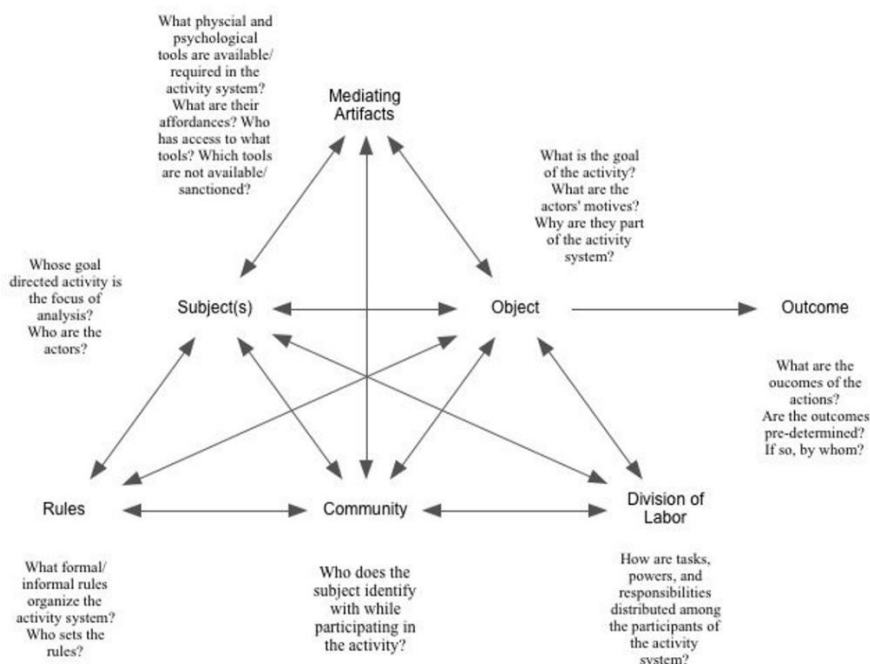 What physcial and
psychological
tools are available/
required in the
activity system?
What are their
affordances? Who
has access to what
tools? Which tools
are not available/
sanctioned?
Mediating
Artifacts
What is the goal
of the activity?
What are the
actors' motives?
Why are they part
of the activity
system?
Whose goal
directed activity is
the focus of
analysis?
Who are the
actors?
Subject(s)
Object
Outcome
What are the
oucomes of the
actions?
Are the outcomes
pre-determined?
If so, by whom?
Rules
Community
Division of
Labor
What formal/
informal rules
organize the
activity system?
Who sets the
rules?
Who does the
subject identify
with while
participating in
the activity?
How are tasks,
powers, and
responsibilities
distributed among
the participants of
the activity
system?